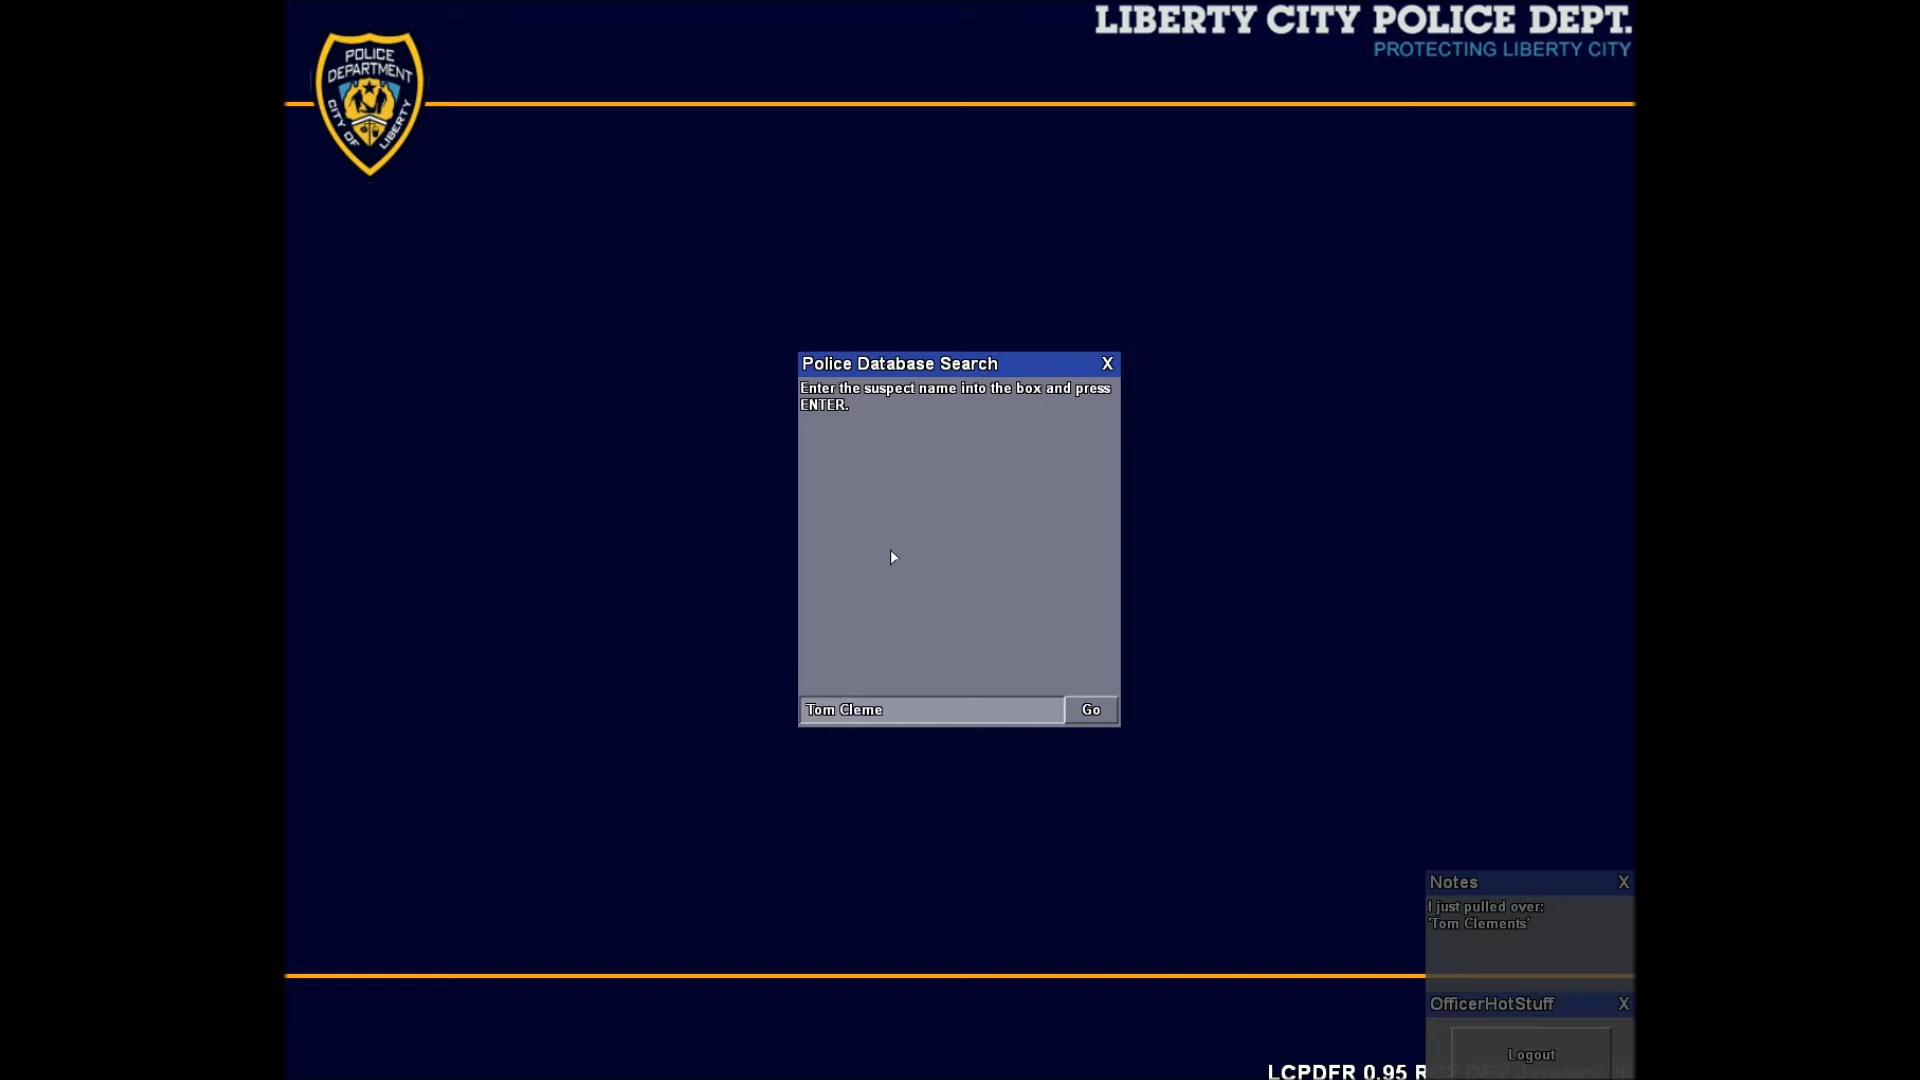 LIBERTY CITY POLICE DEPT.
PROTECTING LIBERTY CITY
POLICE
DEPARTMENT
CITY OF
LIBERTY
Police Database Search X
Enter the suspect name into the box and press
ENTER.
Tom Cleme Go
Notes X
I just pulled over:
'Tom Clements'
OfficerHotStuff X
Logout
LCPDFR 0.95 RC2 DEV